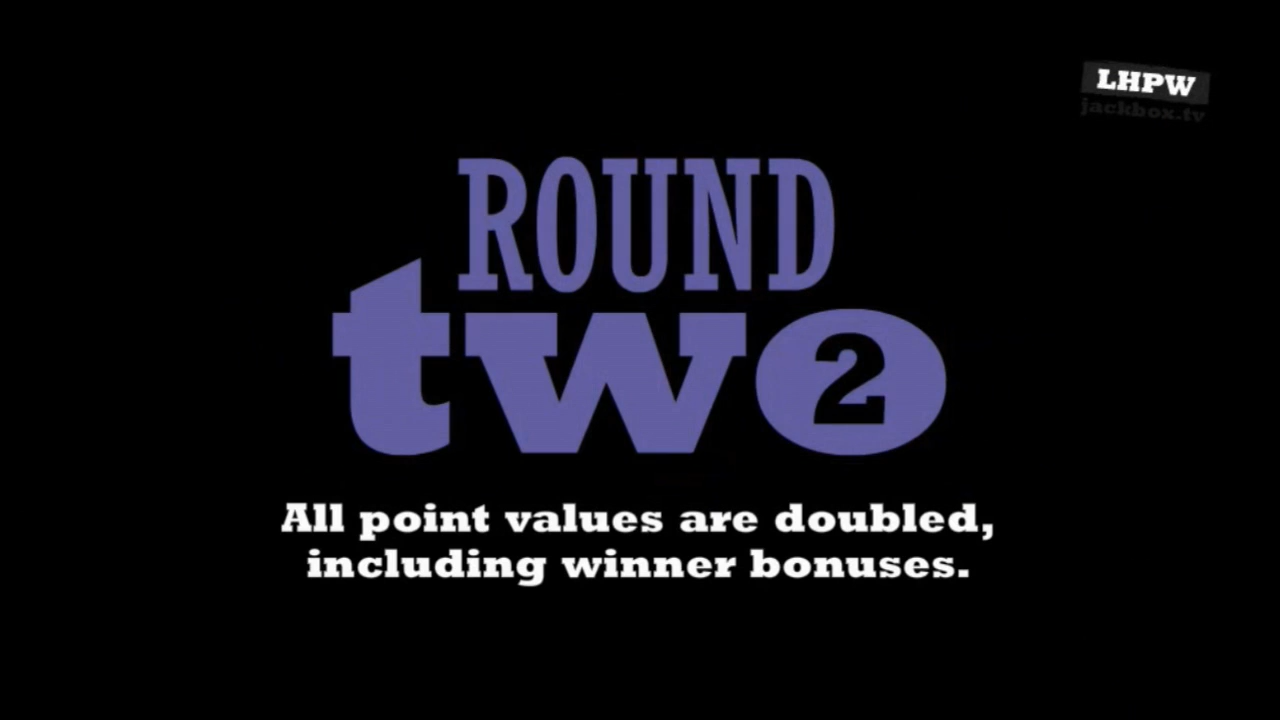 LHPW
jackbox.tv
ROUND
two
2
All point values are doubled,
including winner bonuses.